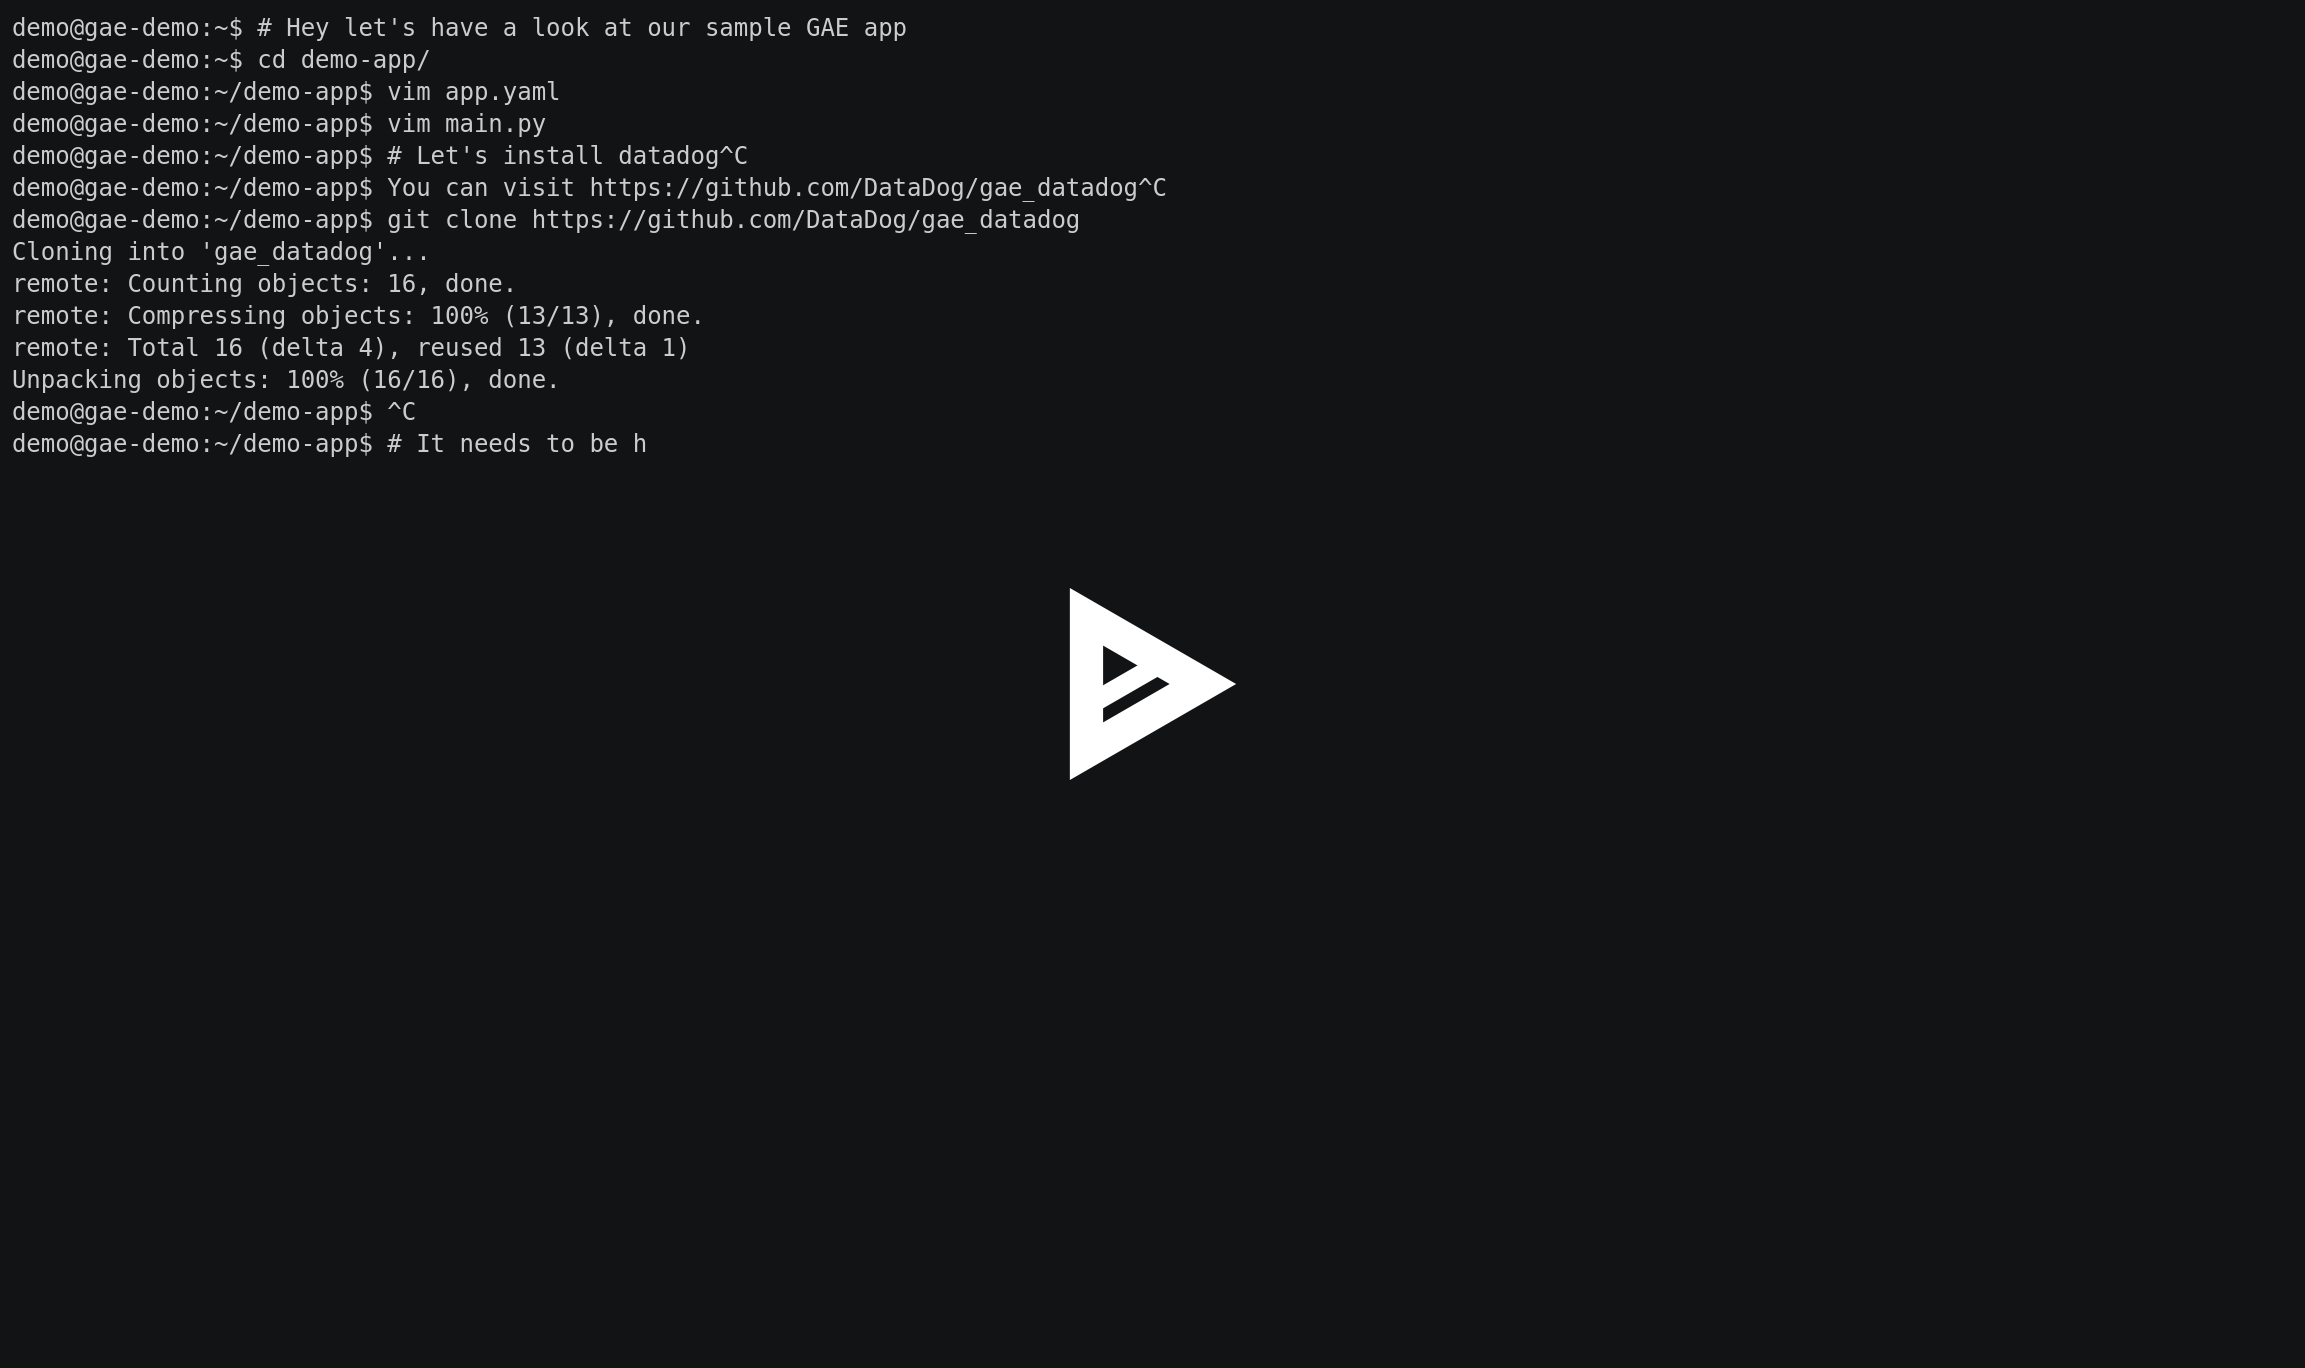 demo@gae-demo:~$ # Hey let's have a look at our sample GAE app
demo@gae-demo:~$ cd demo-app/
demo@gae-demo:~/demo-app$ vim app.yaml
demo@gae-demo:~/demo-app$ vim main.py
demo@gae-demo:~/demo-app$ # Let's install datadog^C
demo@gae-demo:~/demo-app$ You can visit https://github.com/DataDog/gae_datadog^C
demo@gae-demo:~/demo-app$ git clone https://github.com/DataDog/gae_datadog
Cloning into 'gae_datadog'...
remote: Counting objects: 16, done.
remote: Compressing objects: 100% (13/13), done.
remote: Total 16 (delta 4), reused 13 (delta 1)
Unpacking objects: 100% (16/16), done.
demo@gae-demo:~/demo-app$ ^C
demo@gae-demo:~/demo-app$ # It needs to be h